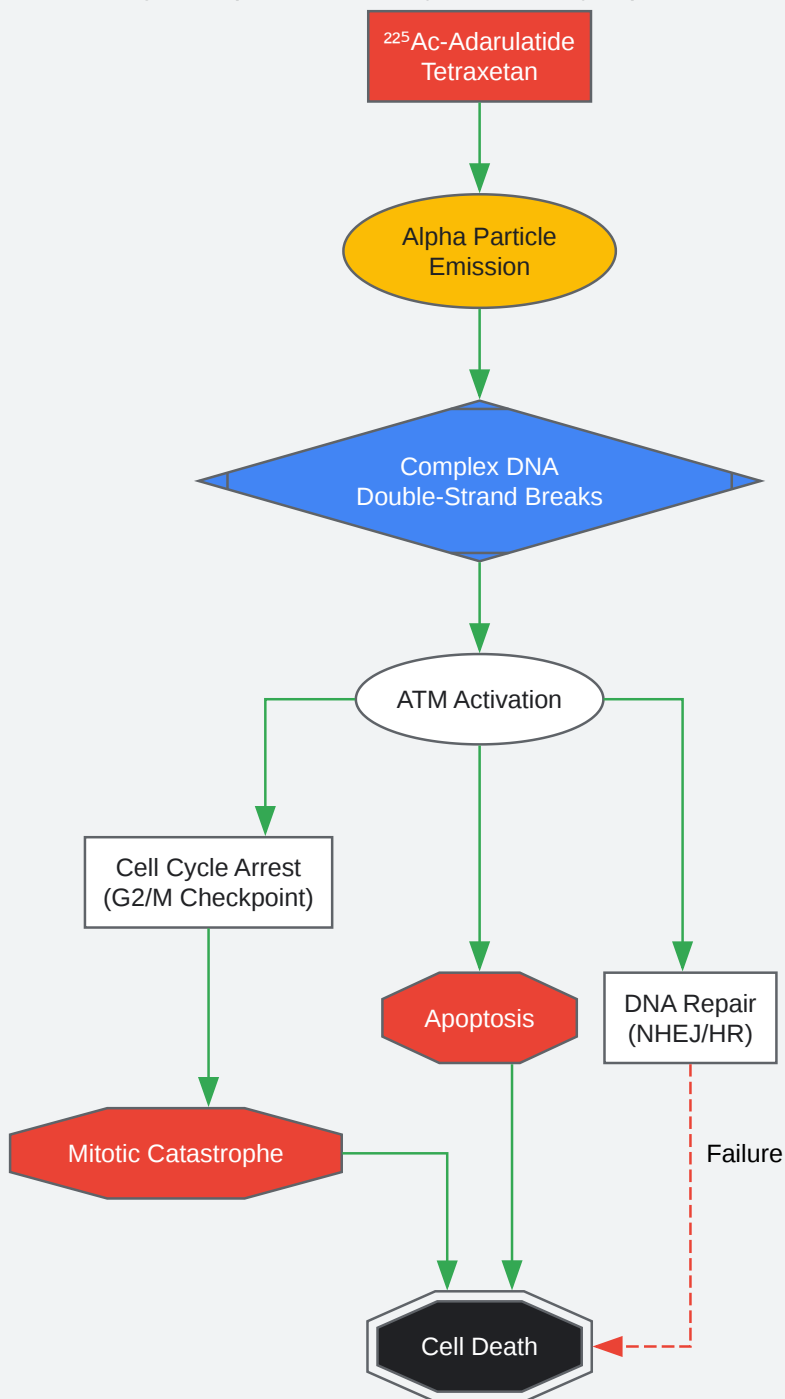 ²²⁵Ac-Adarulatide
Tetraxetan
Alpha Particle
Emission
Complex DNA
Double-Strand Breaks
ATM Activation
Cell Cycle Arrest
(G2/M Checkpoint)
Apoptosis
DNA Repair
(NHEJ/HR)
Mitotic Catastrophe
Failure
Cell Death